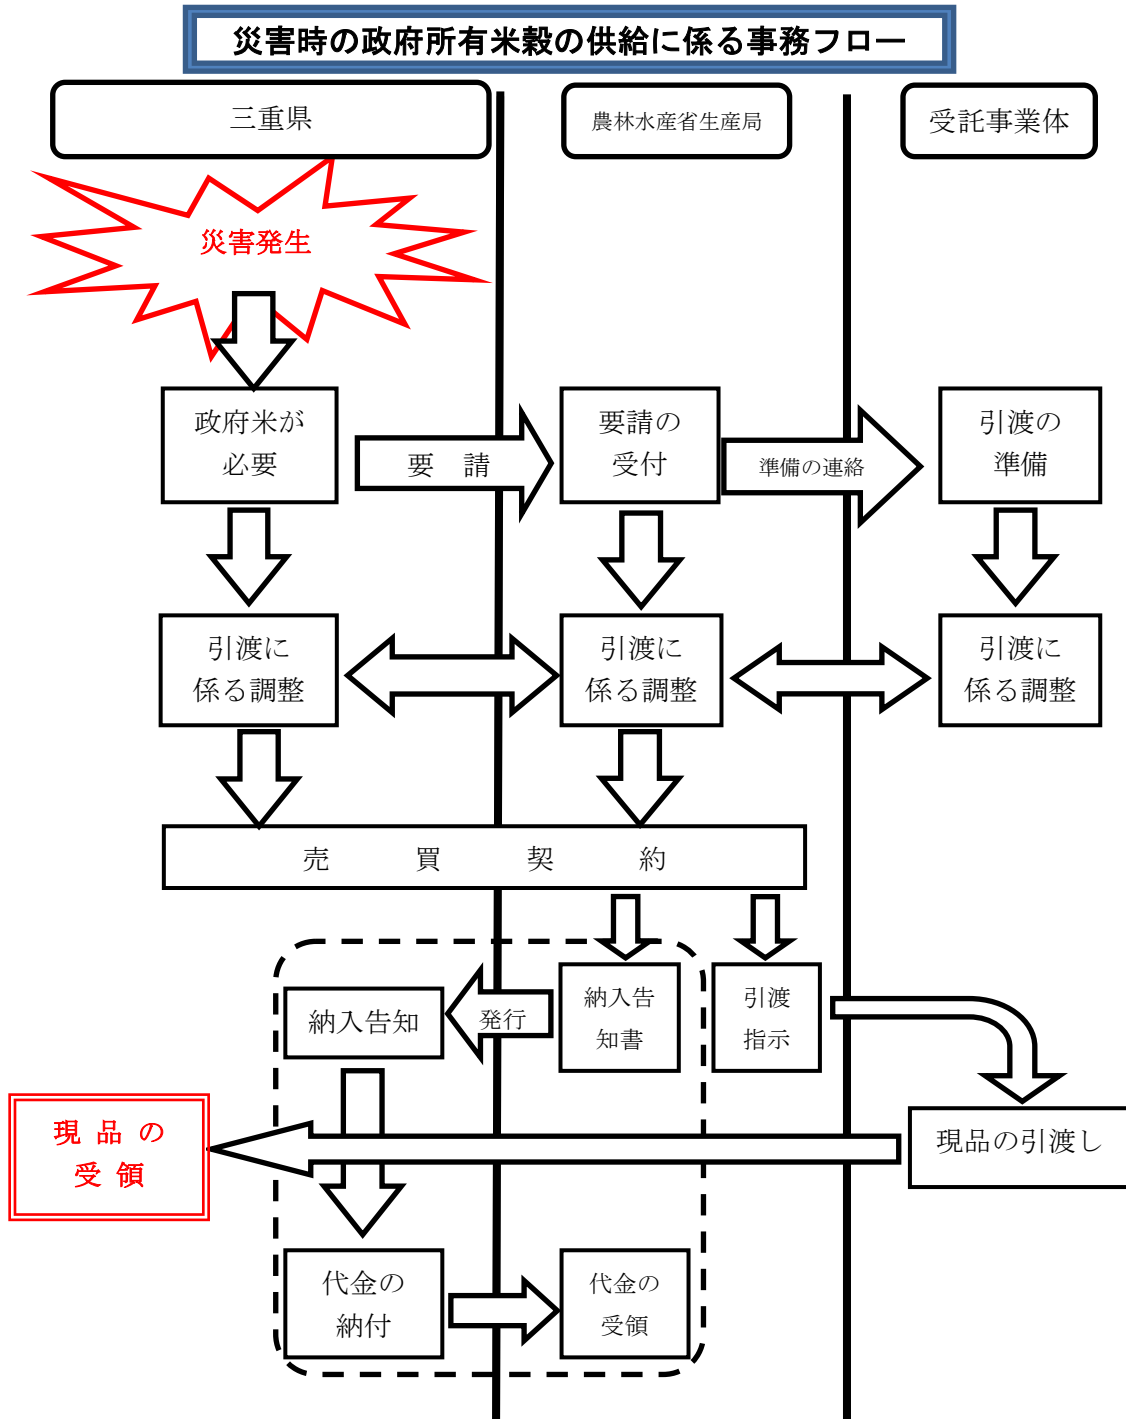 災害時の政府所有米穀の供給に係る事務フロー
三重県
農林水産省生産局
受託事業体
災害発生
政府米が
必要
要　請
要請の
受付
準備の連絡
引渡の
準備
引渡に
係る調整
引渡に
係る調整
引渡に
係る調整
売　買　契　約
納入告知
発行
納入告
知書
引渡
指示
現品の
受領
現品の引渡し
代金の
納付
代金の
受領